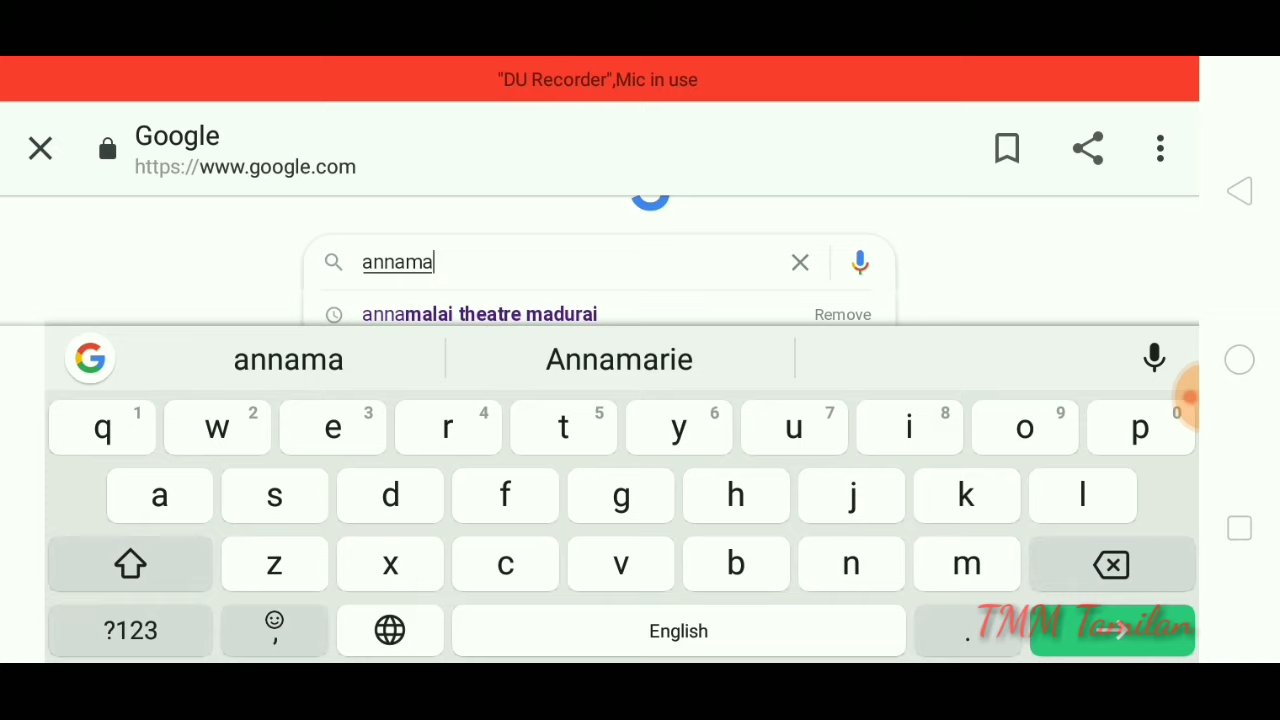 "DU Recorder",Mic in use
Google
https://www.google.com
annama
annamalai theatre madurai Remove
annama Annamarie
q 1 w 2 e 3 r 4 t 5 y 6 u 7 i 8 o 9 p 0
a s d f g h j k l
z x c v b n m
?123 , English .
TMM Tamilan